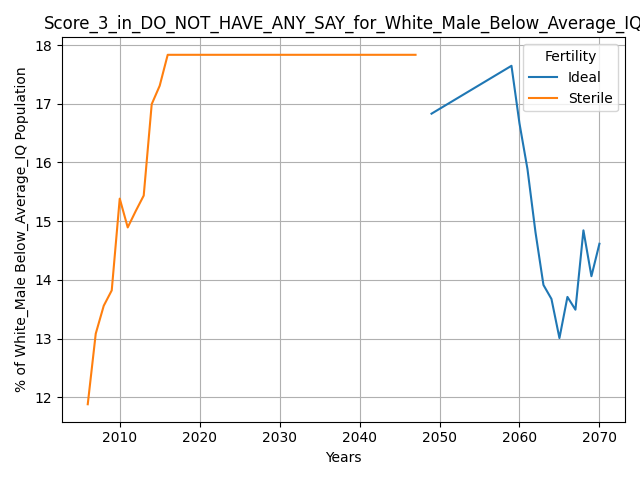 Score_3_in_DO_NOT_HAVE_ANY_SAY_for_White_Male_Below_Average_IQ
% of White_Male Below_Average_IQ Population
18
17
16
15
14
13
12
Fertility
Ideal
Sterile
2010 2020 2030 2040 2050 2060 2070
Years